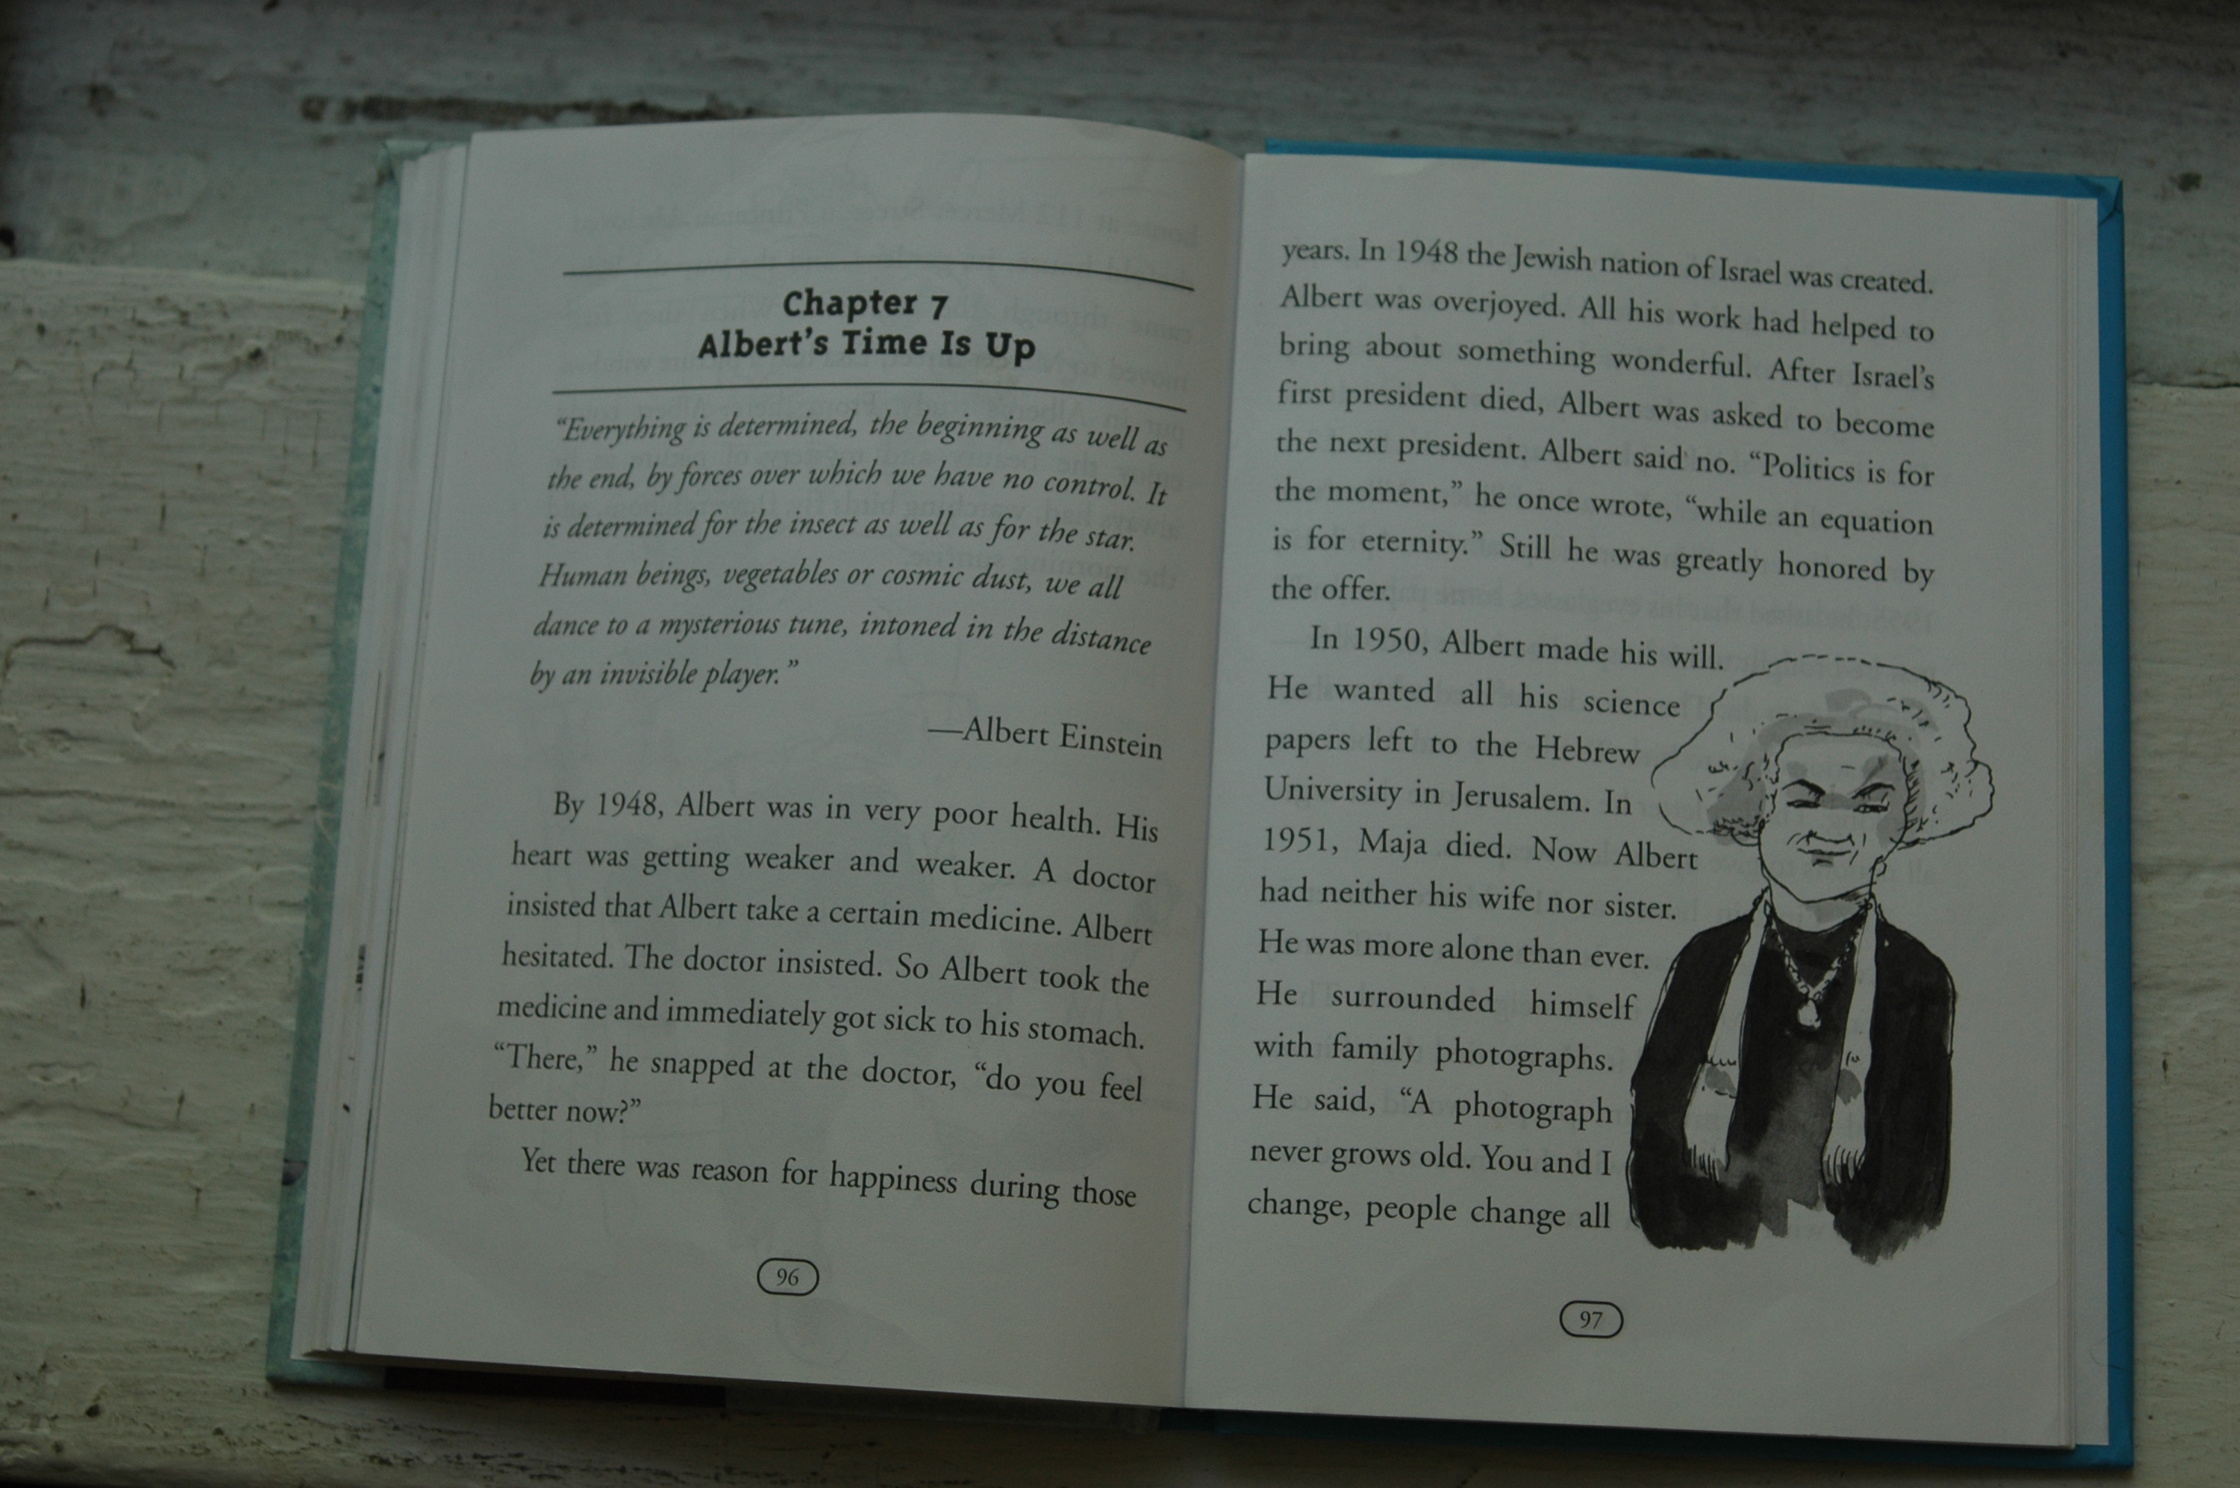 Chapter 7
Albert's Time Is Up
“Everything is determined, the beginning as well as
the end, by forces over which we have no control. It
is determined for the insect as well as for the star.
Human beings, vegetables or cosmic dust, we all
dance to a mysterious tune, intoned in the distance
by an invisible player.”
—Albert Einstein
By 1948, Albert was in very poor health. His
heart was getting weaker and weaker. A doctor
insisted that Albert take a certain medicine. Albert
hesitated. The doctor insisted. So Albert took the
medicine and immediately got sick to his stomach.
“There,” he snapped at the doctor, “do you feel
better now?”
Yet there was reason for happiness during those
96
years. In 1948 the Jewish nation of Israel was created.
Albert was overjoyed. All his work had helped to
bring about something wonderful. After Israel's
first president died, Albert was asked to become
the next president. Albert said no. “Politics is for
the moment,” he once wrote, “while an equation
is for eternity.” Still he was greatly honored by
the offer.
In 1950, Albert made his will.
He wanted all his science
papers left to the Hebrew
University in Jerusalem. In
1951, Maja died. Now Albert
had neither his wife nor sister.
He was more alone than ever.
He surrounded himself
with family photographs.
He said, “A photograph
never grows old. You and I
change, people change all
97